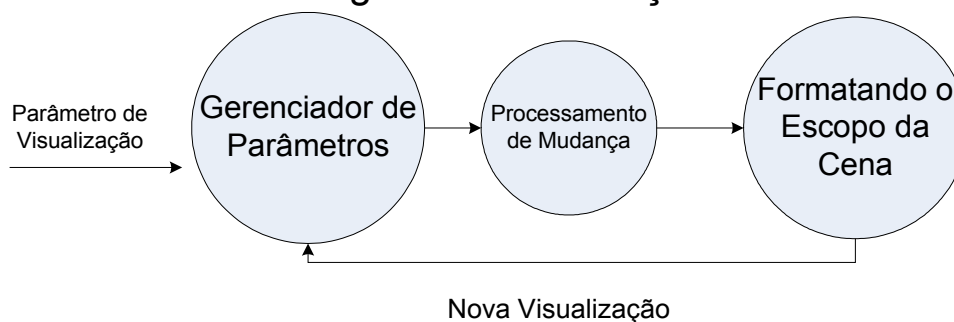 Parâmetro de
Visualização
Gerenciador de
Parâmetros
Processamento
de Mudança
Formatando o
Escopo da
Cena
Nova Visualização